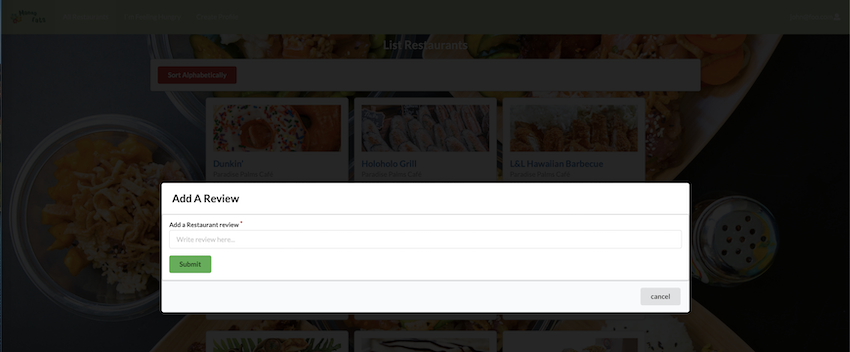 List Restaurants
Sort Alphabetically
Dunkin'
Holoholo Grill
L&L Hawaiian Barbecue
Paradise Palms Café
Paradise Palms Café
Paradise Palms Café
Add A Review
Add a Restaurant review *
Write review here...
Submit
cancel